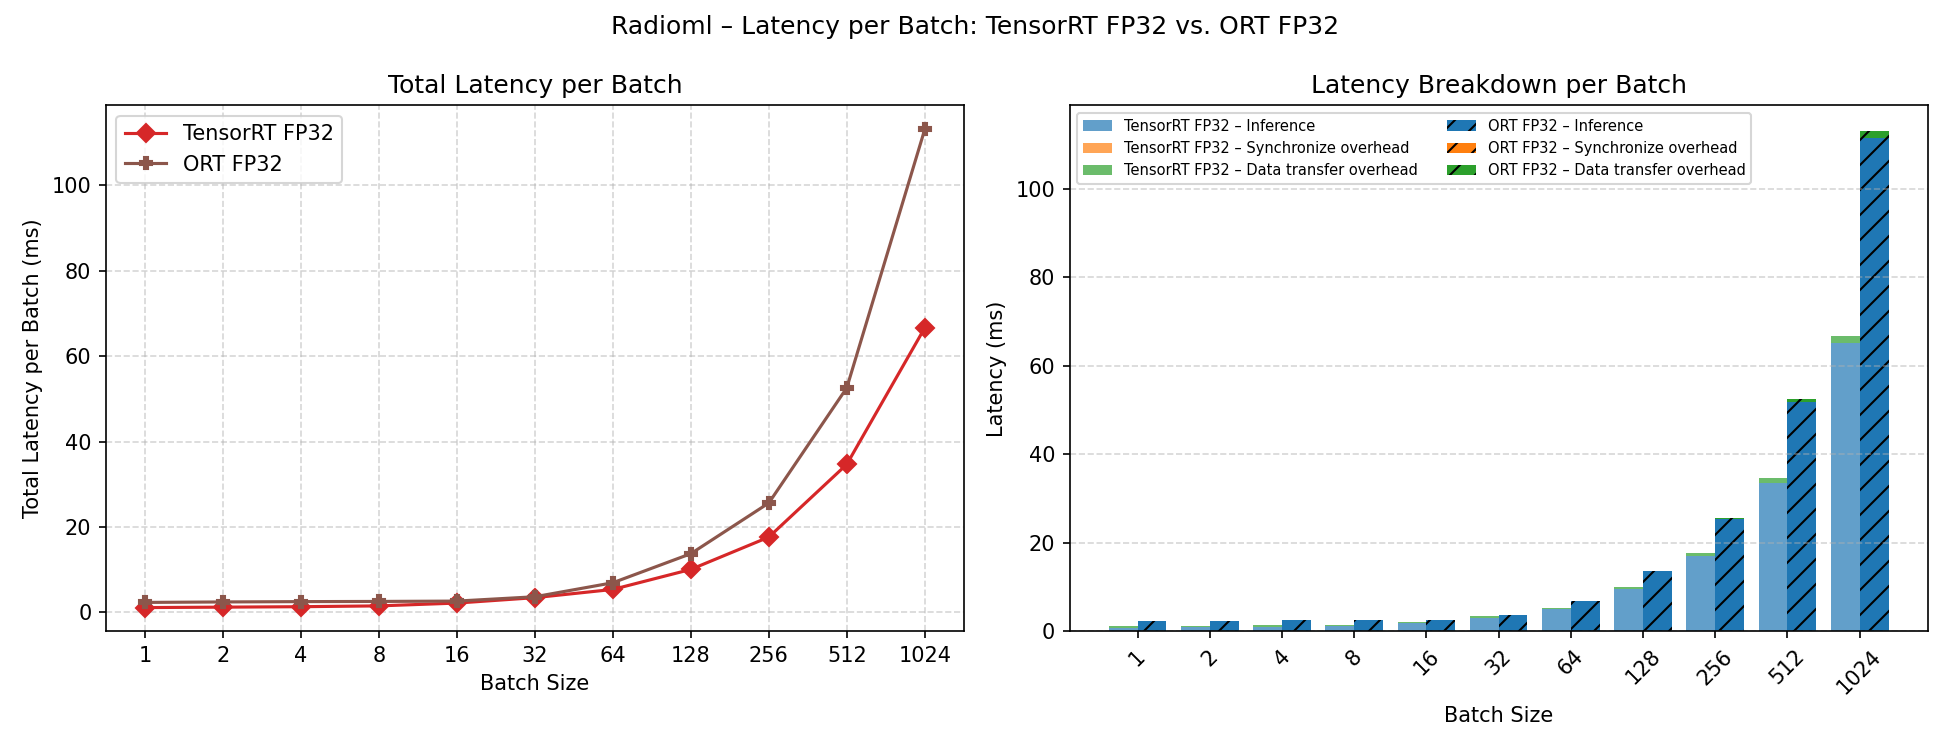 Radioml – Latency per Batch: TensorRT FP32 vs. ORT FP32
Total Latency per Batch
TensorRT FP32
ORT FP32
Total Latency per Batch (ms)
100
80
60
40
20
0
1 2 4 8 16 32 64 128 256 512 1024
Batch Size
Latency Breakdown per Batch
TensorRT FP32 – Inference
TensorRT FP32 – Synchronize overhead
TensorRT FP32 – Data transfer overhead
ORT FP32 – Inference
ORT FP32 – Synchronize overhead
ORT FP32 – Data transfer overhead
Latency (ms)
100
80
60
40
20
0
1 2 4 8 16 32 64 128 256 512 1024
Batch Size